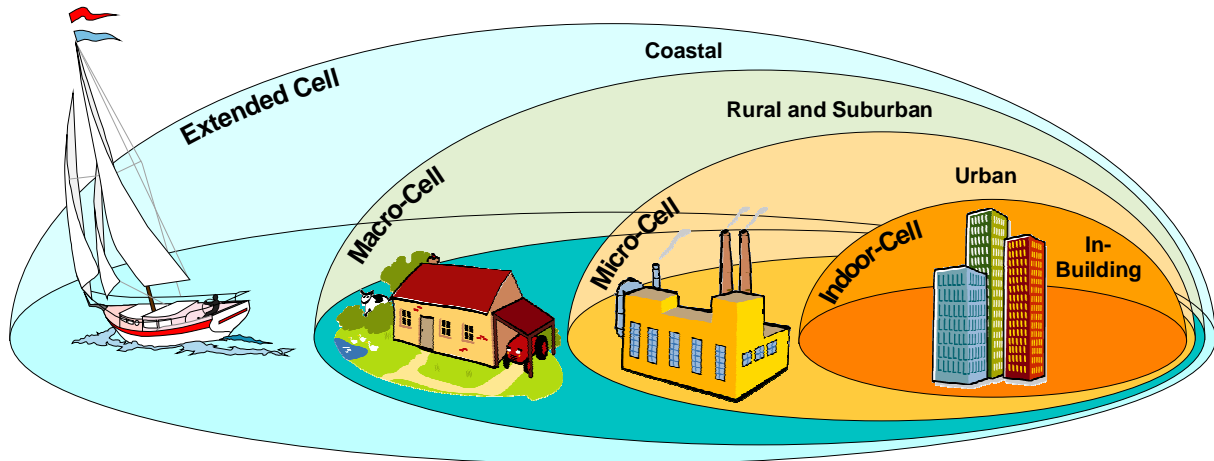 Coastal
Extended Cell
Rural and Suburban
Macro-Cell
Urban
Micro-Cell
Indoor-Cell
In-
Building